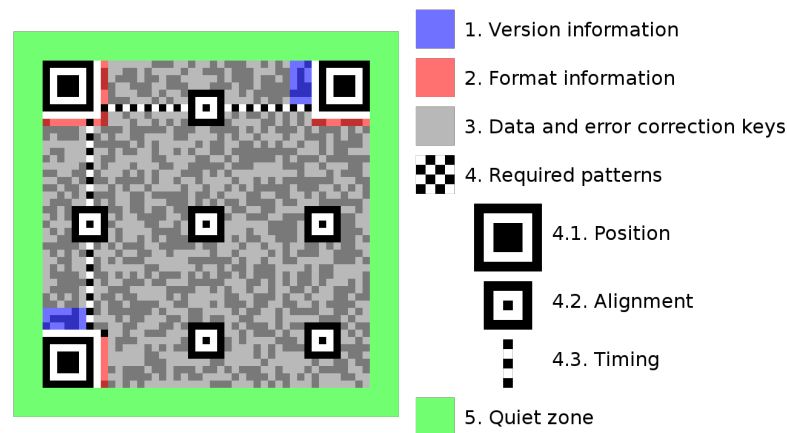 1. Version information
2. Format information
3. Data and error correction keys
4. Required patterns
4.1. Position
4.2. Alignment
4.3. Timing
5. Quiet zone